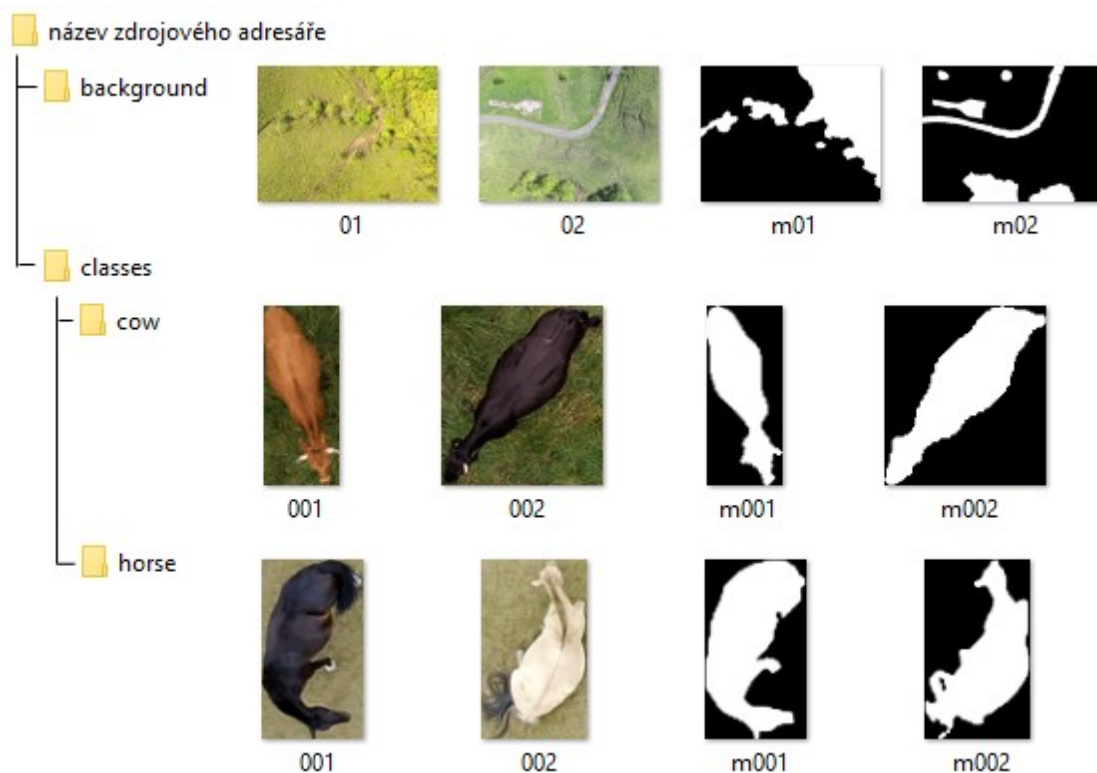 název zdrojového adresáře
background
01 02 m01 m02
classes
cow
001 002 m001 m002
horse
001 002 m001 m002